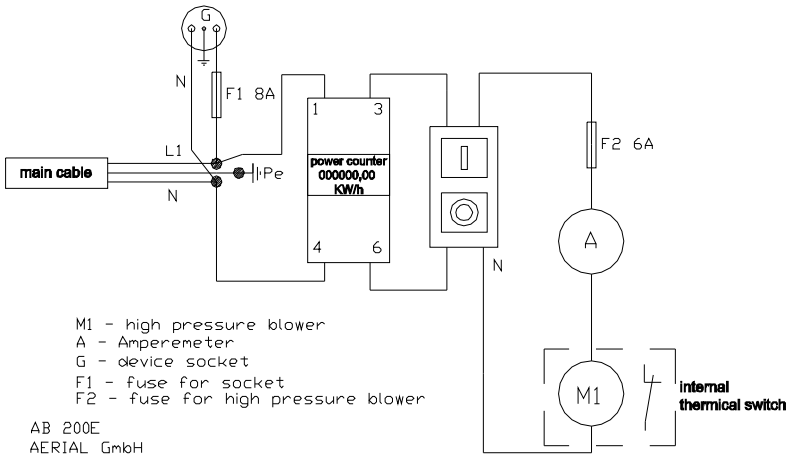 G
N
F1 8A
L1
main cable
Pe
N
1 3
power counter
000000,00
KW/h
4 6
N
F2 6A
A
M1
internal
thermical switch
M1 - high pressure blower
A - Amperemeter
G - device socket
F1 - fuse for socket
F2 - fuse for high pressure blower
AB 200E
AERIAL GmbH